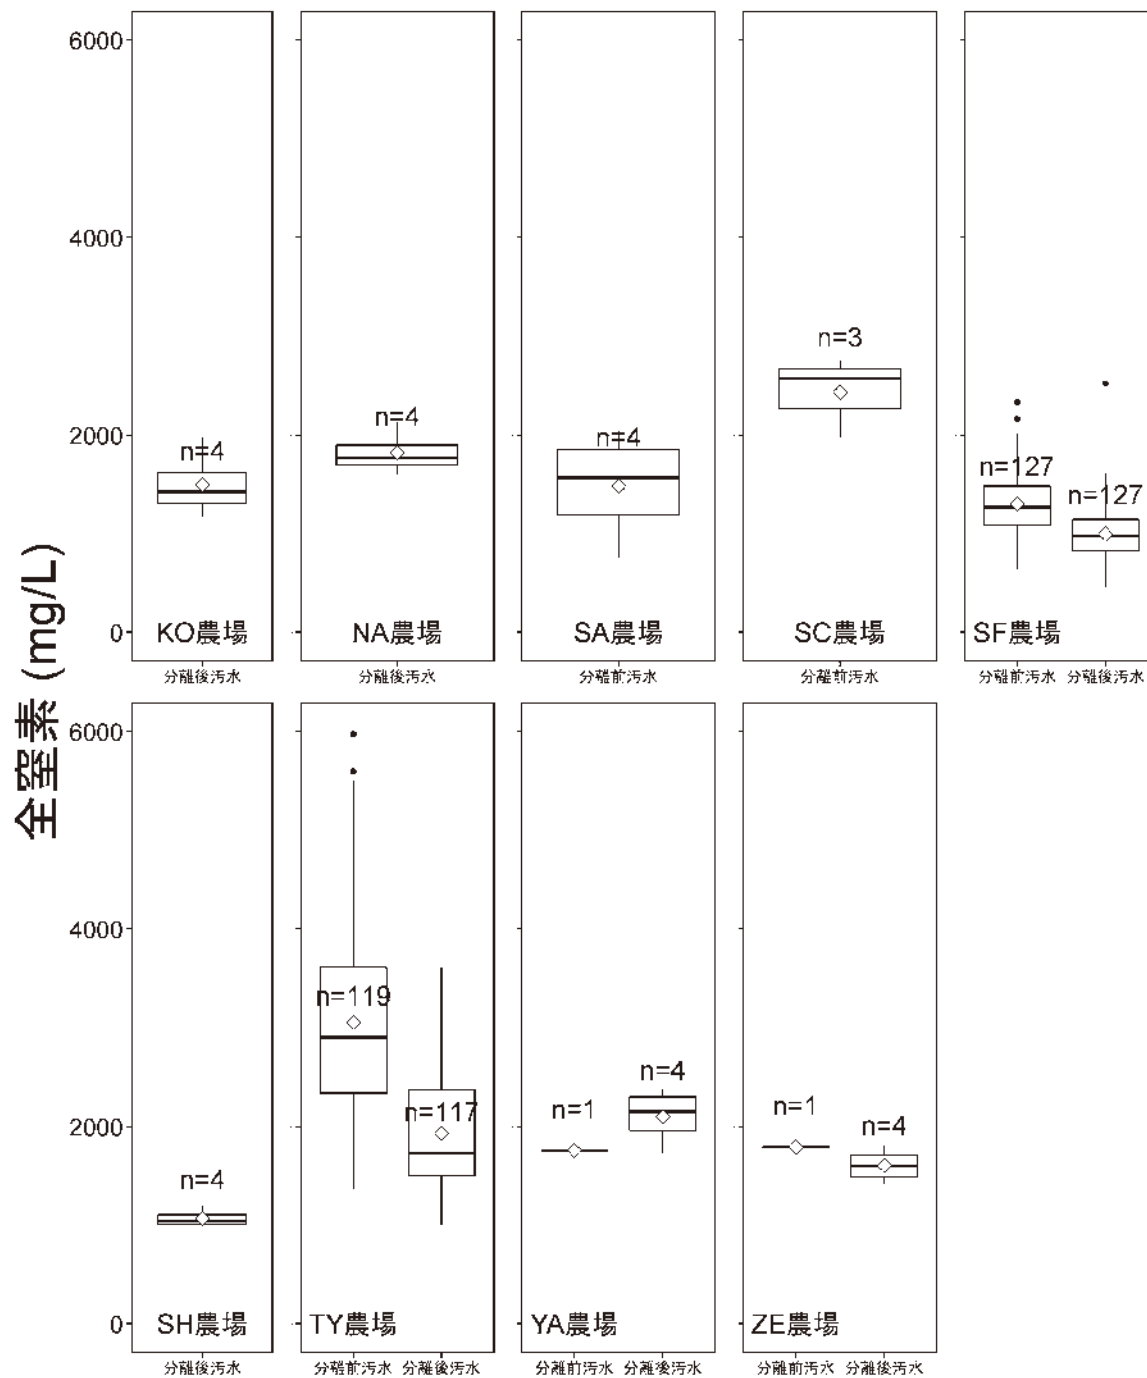 全窒素 (mg/L)
6000
4000
2000
0
n=4
KO農場
分離後汚水
n=4
NA農場
分離後汚水
n=4
SA農場
分離前汚水
n=3
SC農場
分離前汚水
n=127
n=127
SF農場
分離前汚水 分離後汚水
6000
4000
2000
0
n=4
SH農場
分離後汚水
n=119
n=117
TY農場
分離前汚水 分離後汚水
n=1
n=4
YA農場
分離前汚水 分離後汚水
n=1
n=4
ZE農場
分離前汚水 分離後汚水